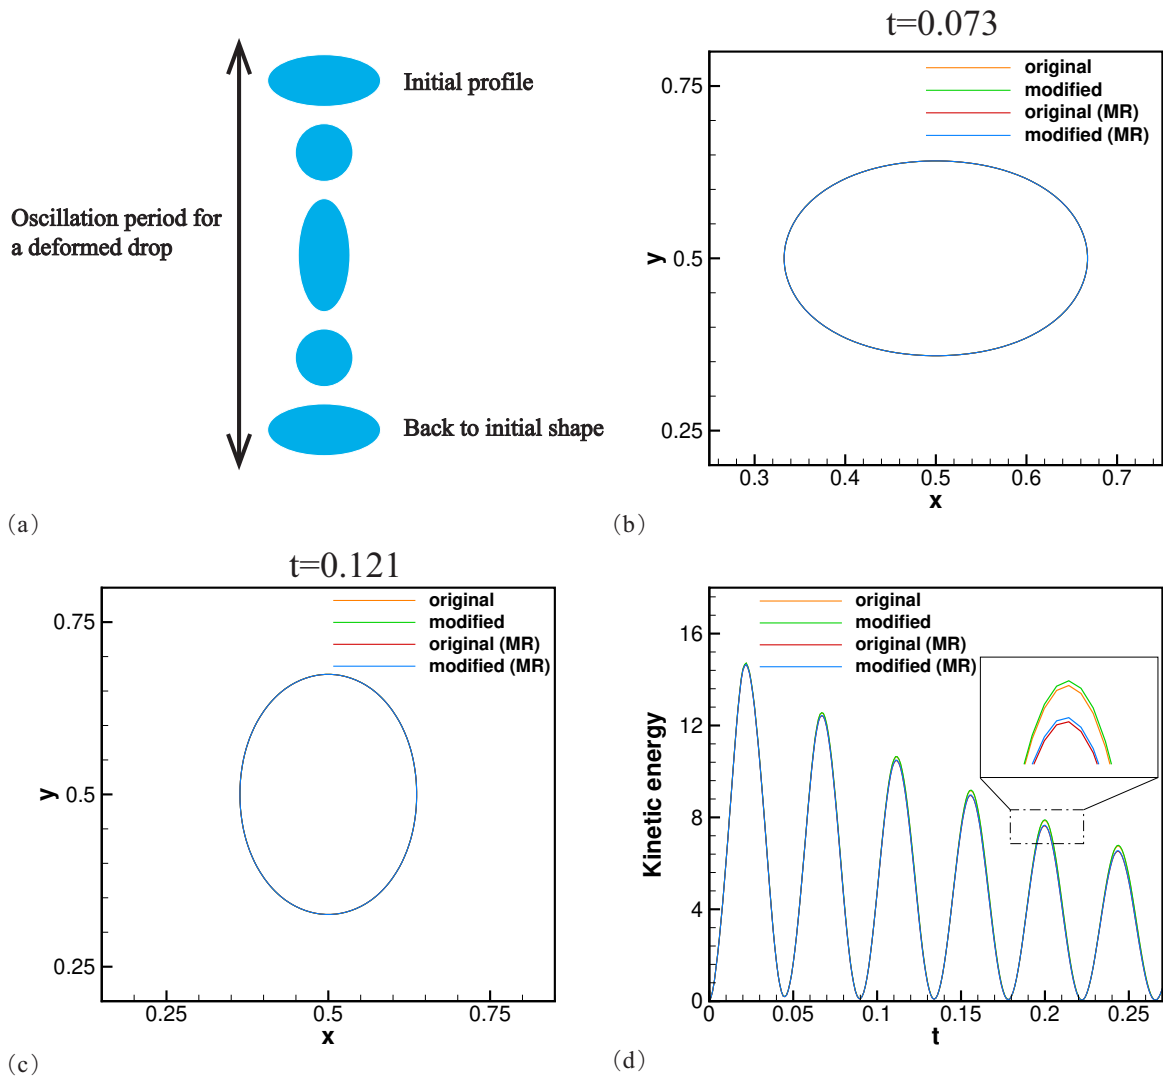 Initial profile
Oscillation period for
a deformed drop
Back to initial shape
(a)
t=0.073
original
modified
original (MR)
modified (MR)
0.75
0.5
0.25
y
0.3
0.4
0.5
0.6
0.7
x
(b)
t=0.121
original
modified
original (MR)
modified (MR)
0.75
0.5
0.25
y
0.25
0.5
0.75
x
(c)
original
modified
original (MR)
modified (MR)
16
12
8
4
0
Kinetic energy
0
0.05
0.1
0.15
0.2
0.25
t
(d)